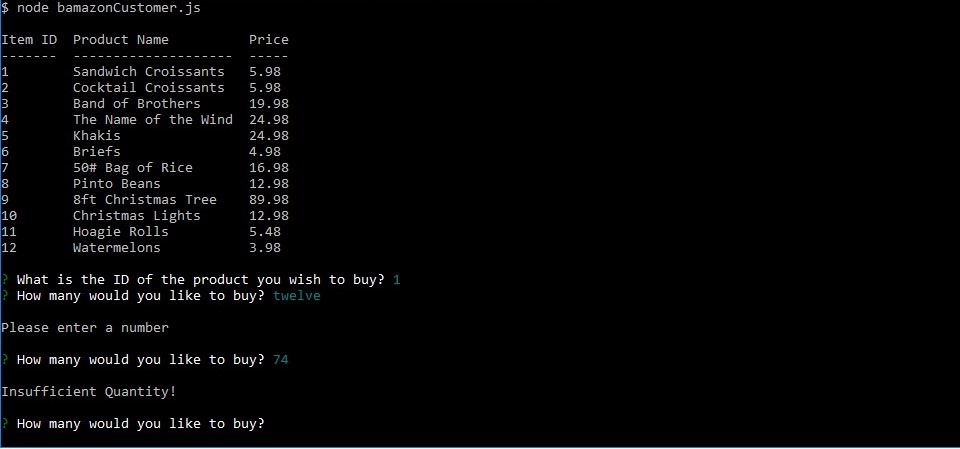 $ node bamazonCustomer.js
Item ID  Product Name          Price
-------  --------------------  -----
1        Sandwich Croissants   5.98
2        Cocktail Croissants   5.98
3        Band of Brothers      19.98
4        The Name of the Wind  24.98
5        Khakis                24.98
6        Briefs                4.98
7        50# Bag of Rice       16.98
8        Pinto Beans           12.98
9        8ft Christmas Tree    89.98
10       Christmas Lights      12.98
11       Hoagie Rolls          5.48
12       Watermelons           3.98
? What is the ID of the product you wish to buy? 1
? How many would you like to buy? twelve
Please enter a number
? How many would you like to buy? 74
Insufficient Quantity!
? How many would you like to buy?